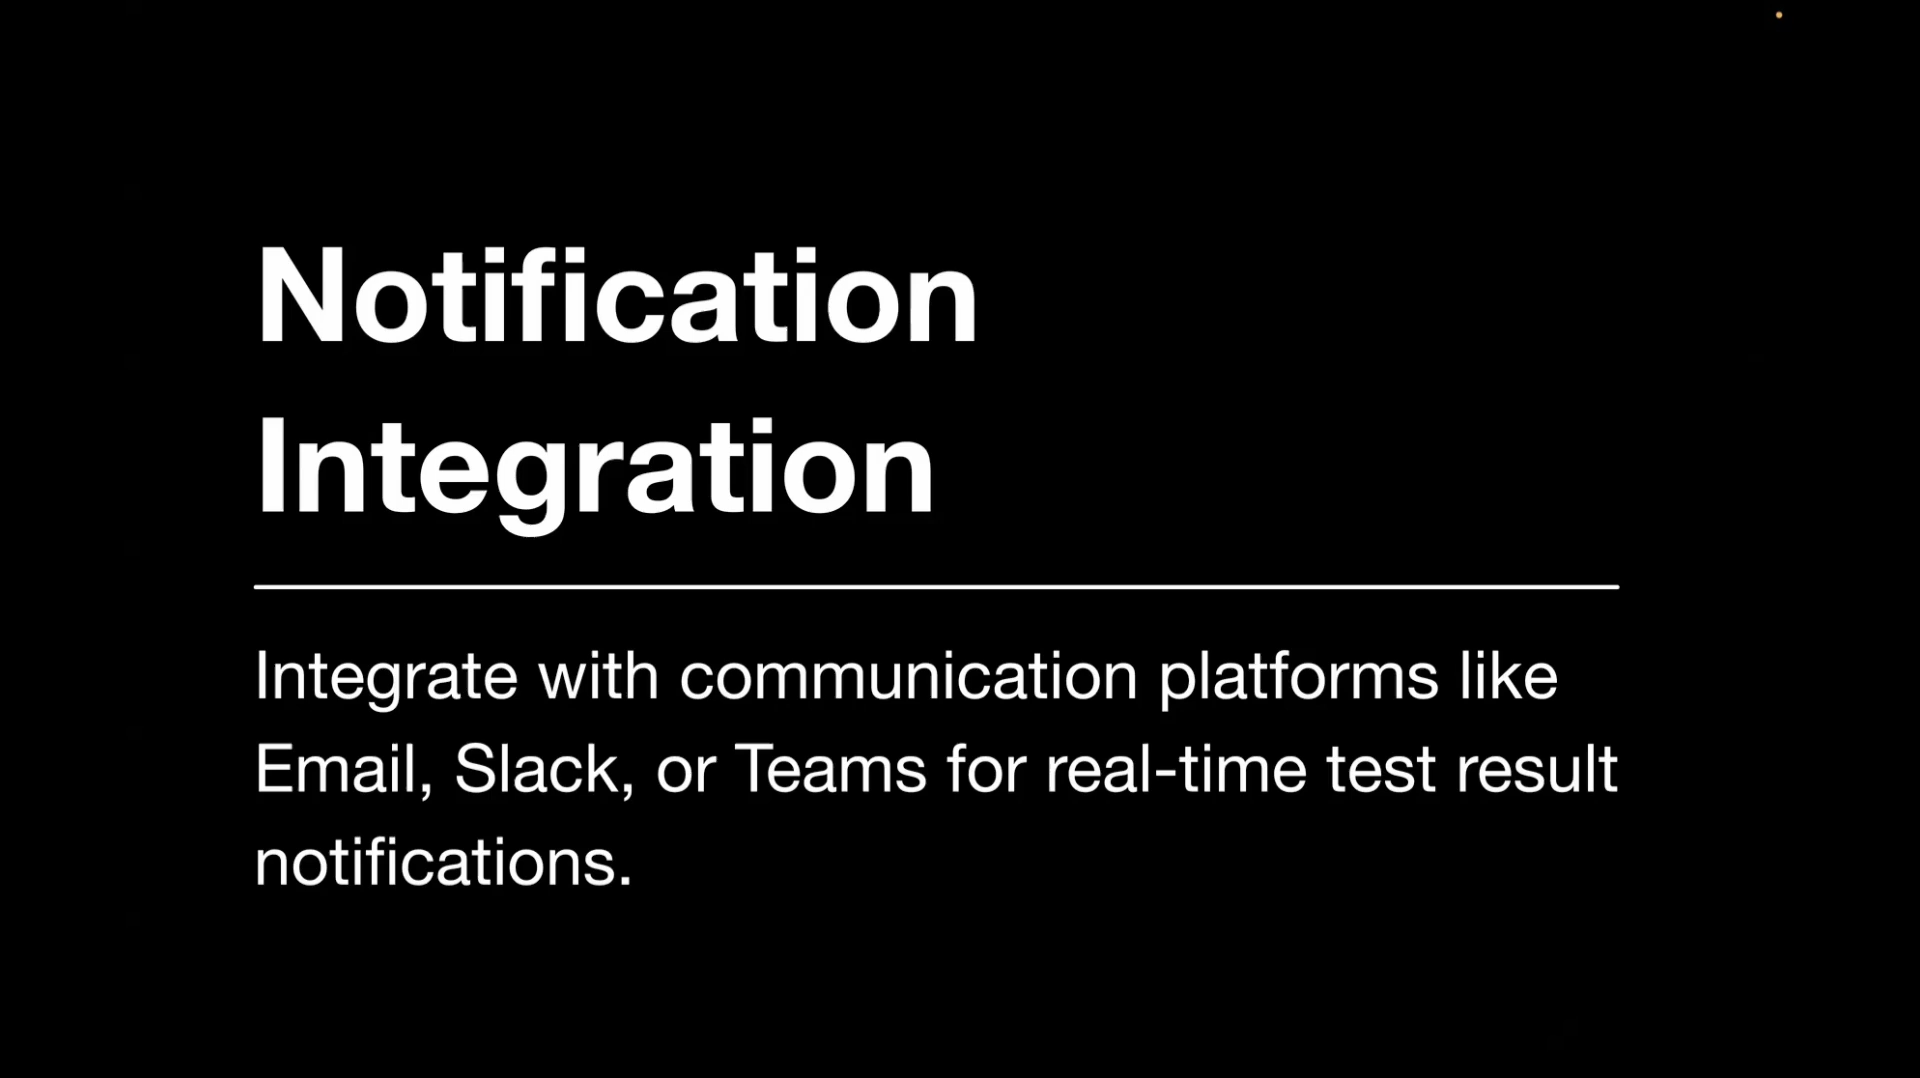 Notification
Integration
Integrate with communication platforms like
Email, Slack, or Teams for real-time test result
notifications.